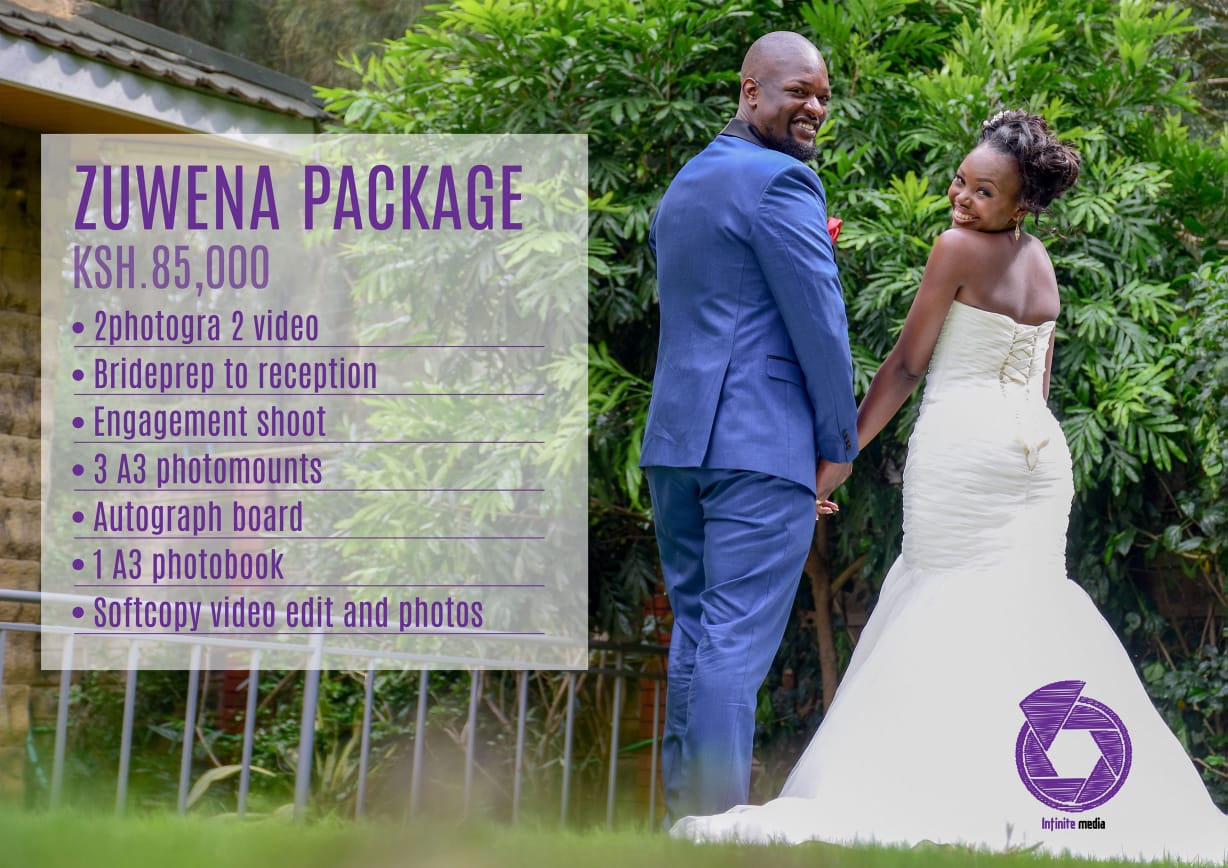 ZUWENA PACKAGE
KSH.85,000
• 2photogra 2 video
• Brideprep to reception
• Engagement shoot
• 3 A3 photomounts
• Autograph board
• 1 A3 photobook
• Softcopy video edit and photos
Infinite media